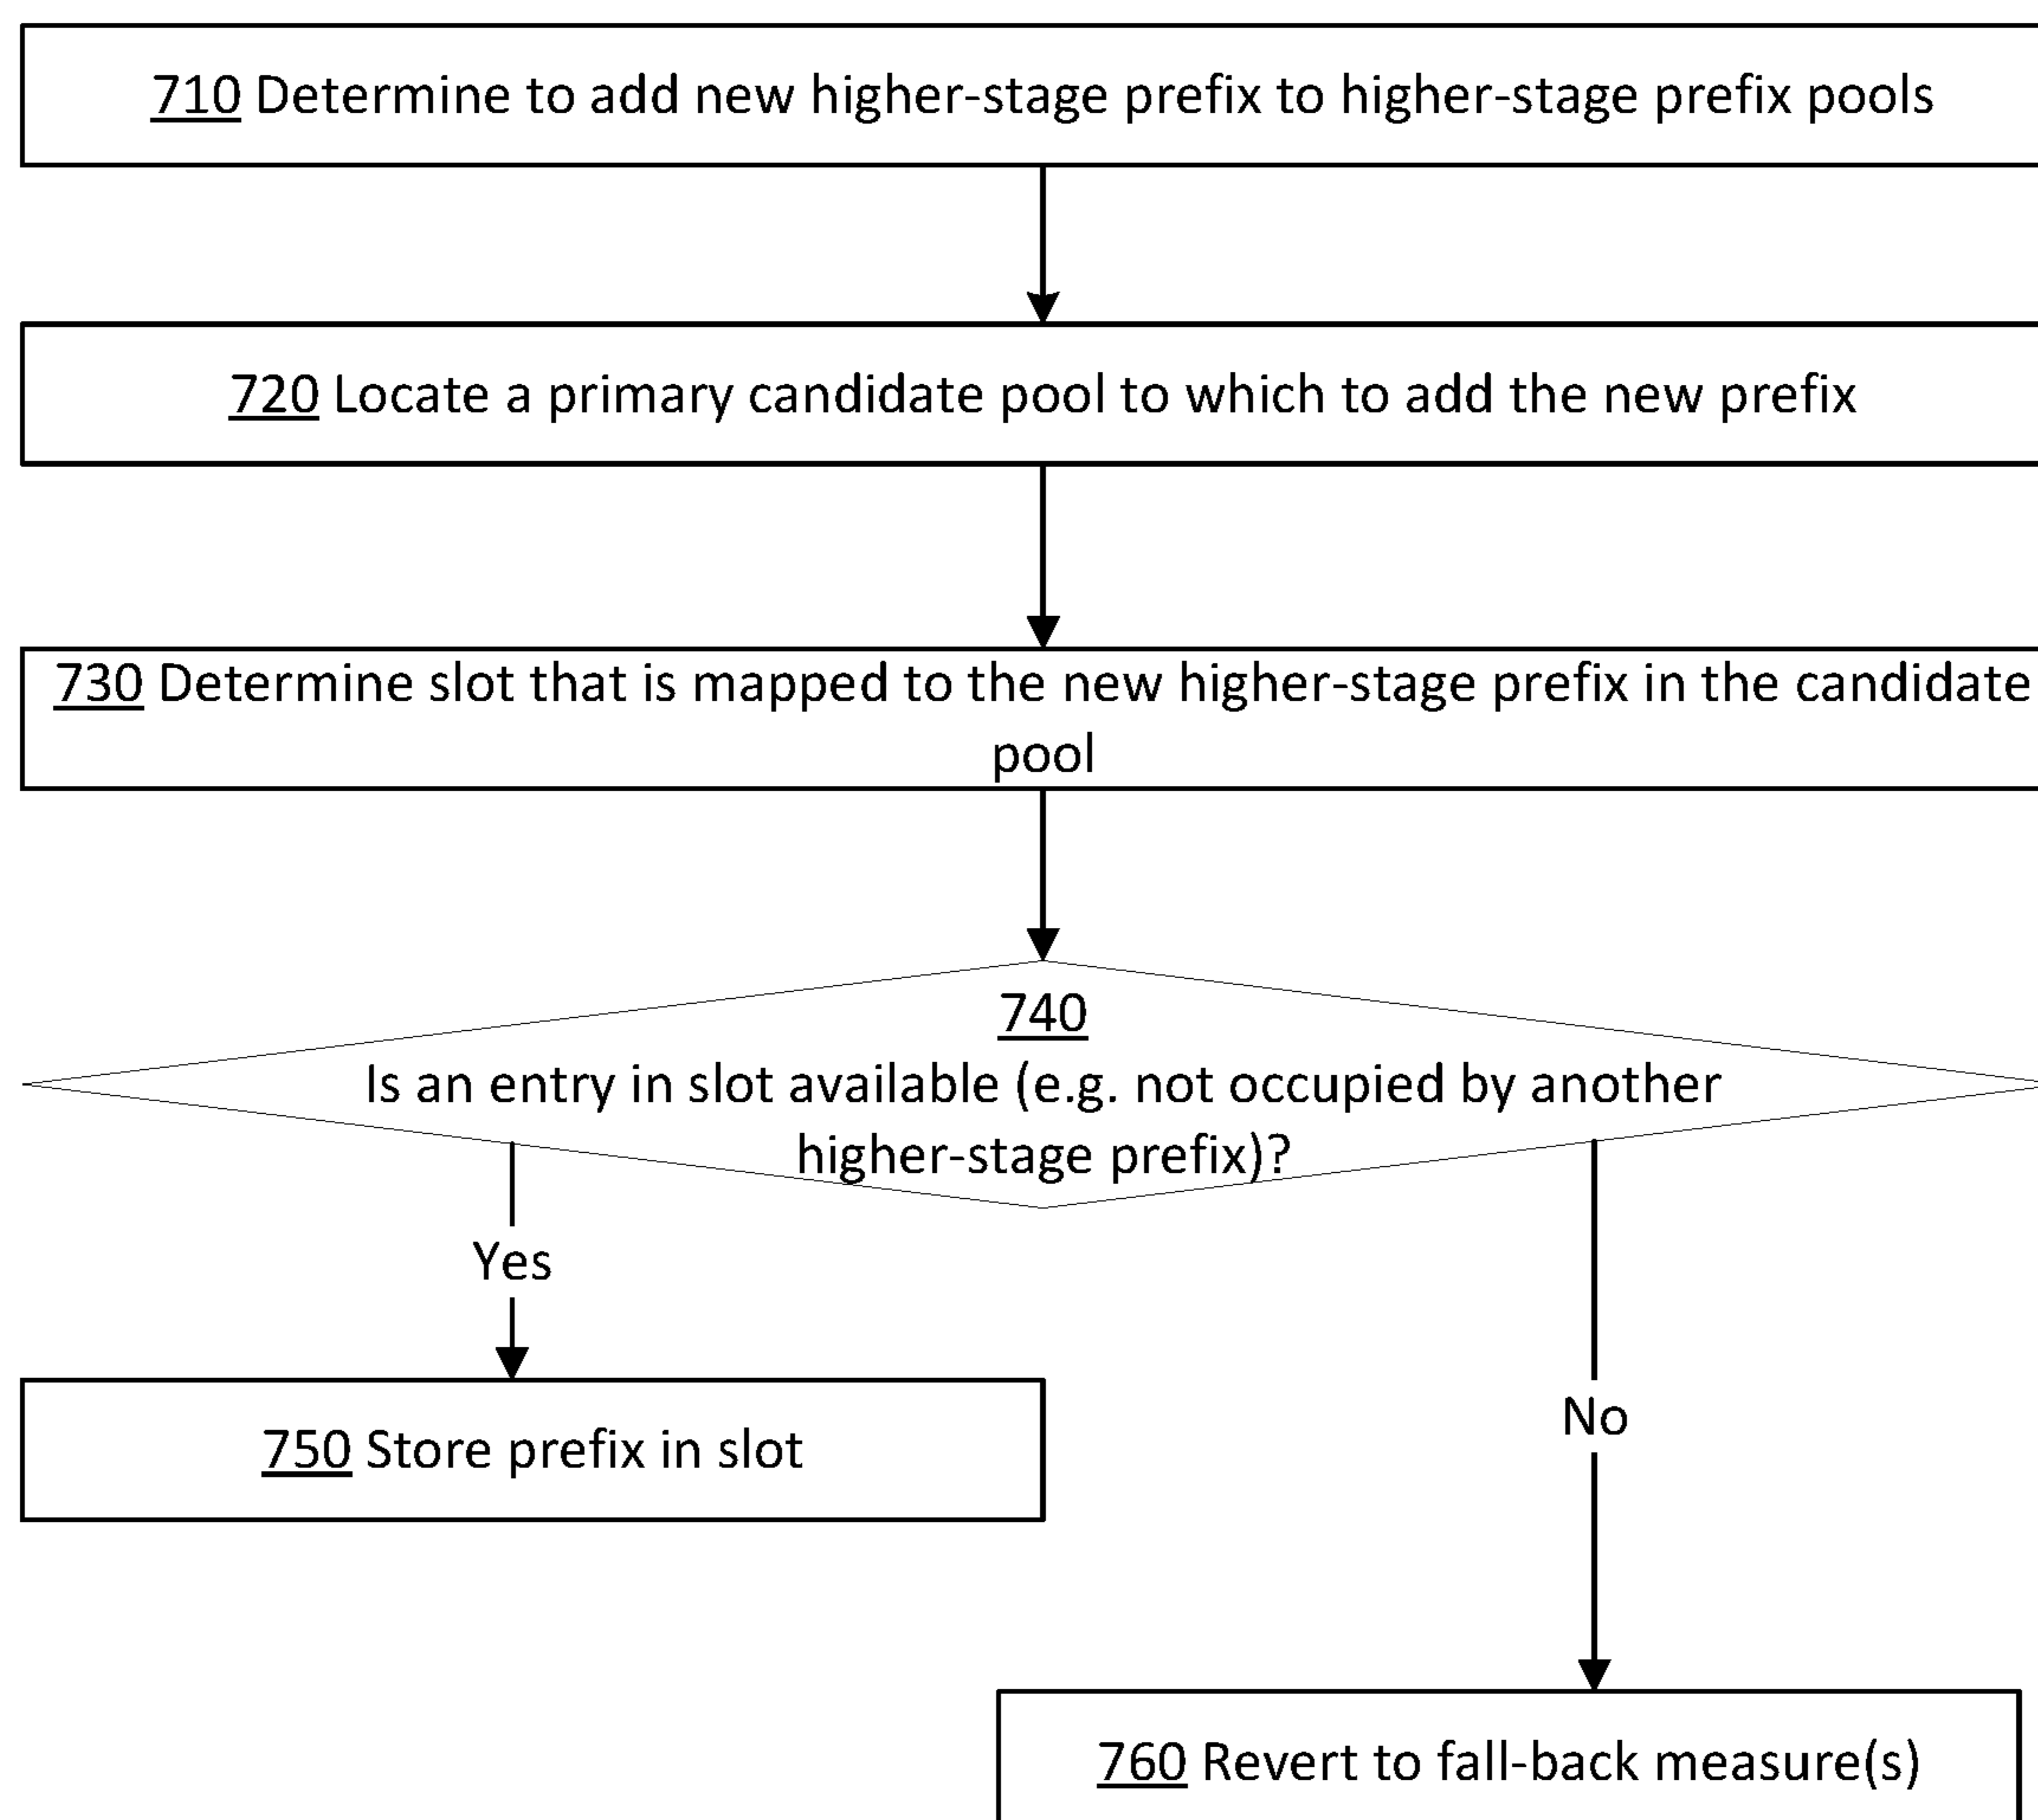 710 Determine to add new higher-stage prefix to higher-stage prefix pools
720 Locate a primary candidate pool to which to add the new prefix
730 Determine slot that is mapped to the new higher-stage prefix in the candidate
pool
740
Is an entry in slot available (e.g. not occupied by another
higher-stage prefix)?
Yes
No
750 Store prefix in slot
760 Revert to fall-back measure(s)